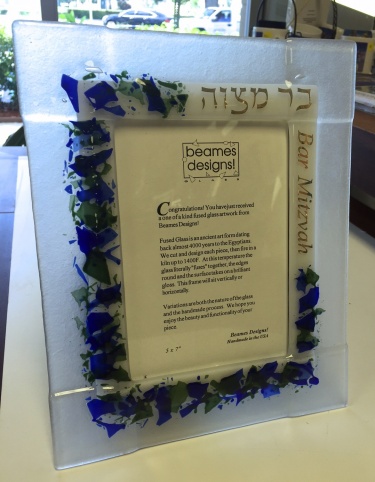 בר מצוה
Bar Mitzvah
beames
designs!
Congratulations! You have just received
a one of a kind fused glass artwork from
Beames Designs!
Fused Glass is an ancient art form dating
back almost 4000 years to the Egyptians.
We cut and design each piece, then fire in a
kiln up to 1400F. At this temperature the
glass literally "fuses" together, the edges
round and the surface takes on a brilliant
gloss. This frame will sit vertically or
horizontally.
Variations are both the nature of the glass
and the handmade process. We hope you
enjoy the beauty and functionality of your
piece.
Beames Designs!
Handmade in the USA
5 x 7"